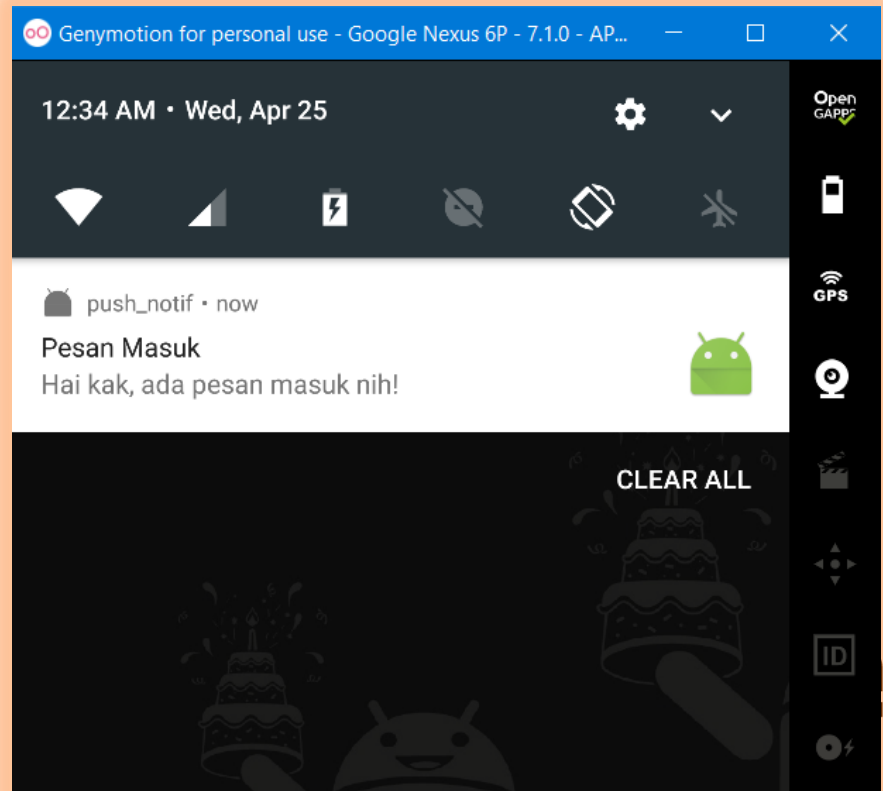 Genymotion for personal use - Google Nexus 6P - 7.1.0 - AP...
12:34 AM • Wed, Apr 25
Open
GAPPS
GPS
push_notif • now
Pesan Masuk
Hai kak, ada pesan masuk nih!
CLEAR ALL
ID